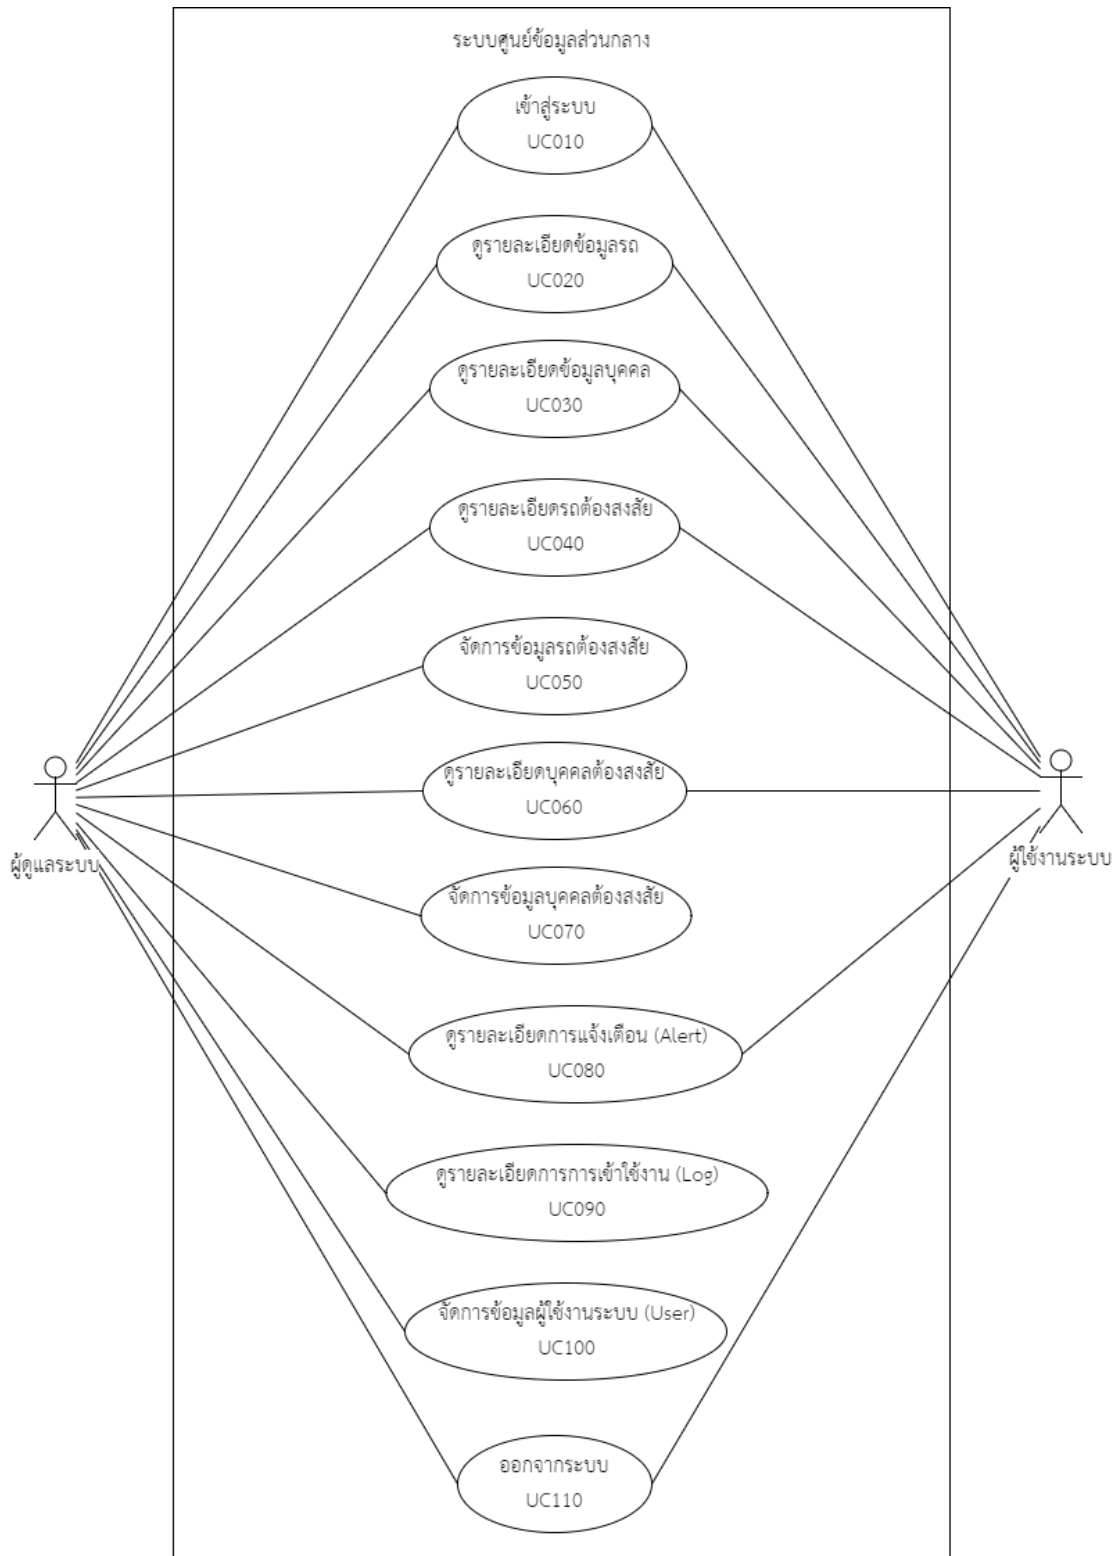 ระบบศูนย์ข้อมูลส่วนกลาง
เข้าสู่ระบบ
UC010
ดูรายละเอียดข้อมูลรถ
UC020
ดูรายละเอียดข้อมูลบุคคล
UC030
ดูรายละเอียดรถต้องสงสัย
UC040
จัดการข้อมูลรถต้องสงสัย
UC050
ดูรายละเอียดบุคคลต้องสงสัย
UC060
ผู้ดูแลระบบ
ผู้ใช้งานระบบ
จัดการข้อมูลบุคคลต้องสงสัย
UC070
ดูรายละเอียดการแจ้งเตือน (Alert)
UC080
ดูรายละเอียดการการเข้าใช้งาน (Log)
UC090
จัดการข้อมูลผู้ใช้งานระบบ (User)
UC100
ออกจากระบบ
UC110